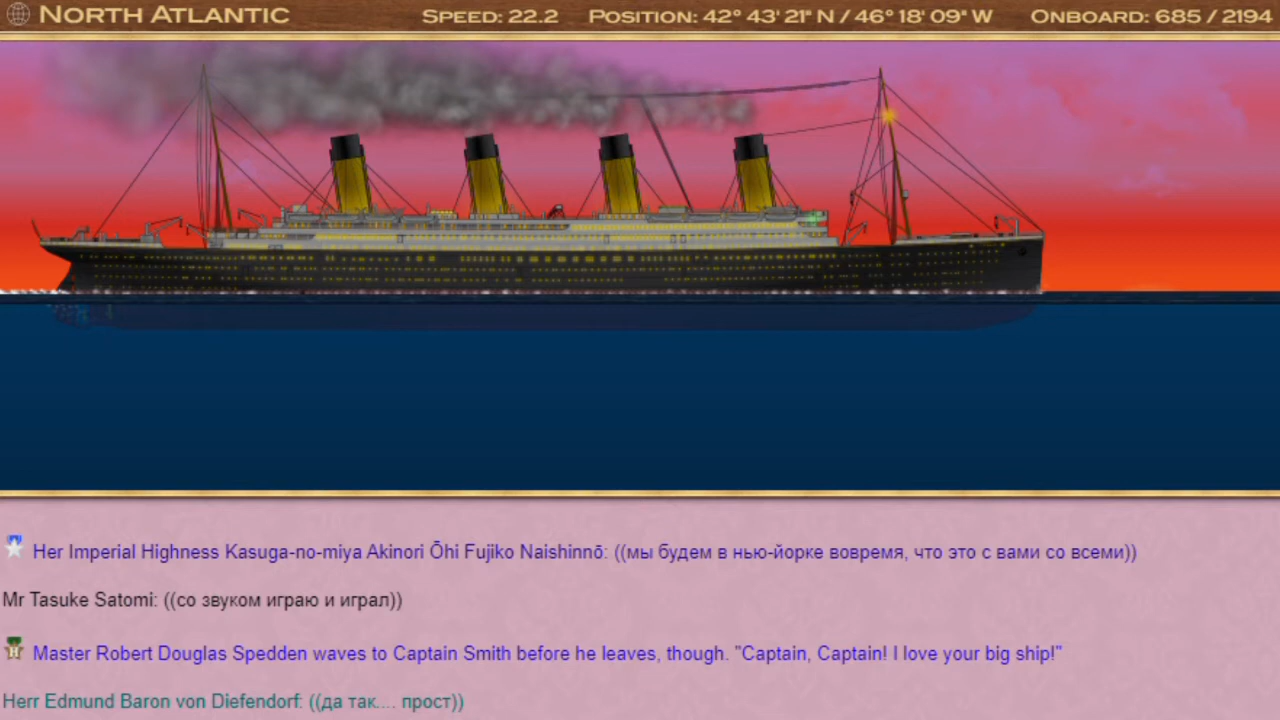 North Atlantic Speed: 22.2 Position: 42° 43' 21" N / 46° 18' 09" W Onboard: 685 / 2194
Her Imperial Highness Kasuga-no-miya Akinori Ōhi Fujiko Naishinnō: ((мы будем в нью-йорке вовремя, что это с вами со всеми))
Mr Tasuke Satomi: ((со звуком играю и играл))
H
Master Robert Douglas Spedden waves to Captain Smith before he leaves, though. "Captain, Captain! I love your big ship!"
Herr Edmund Baron von Diefendorf: ((да так.... прост))